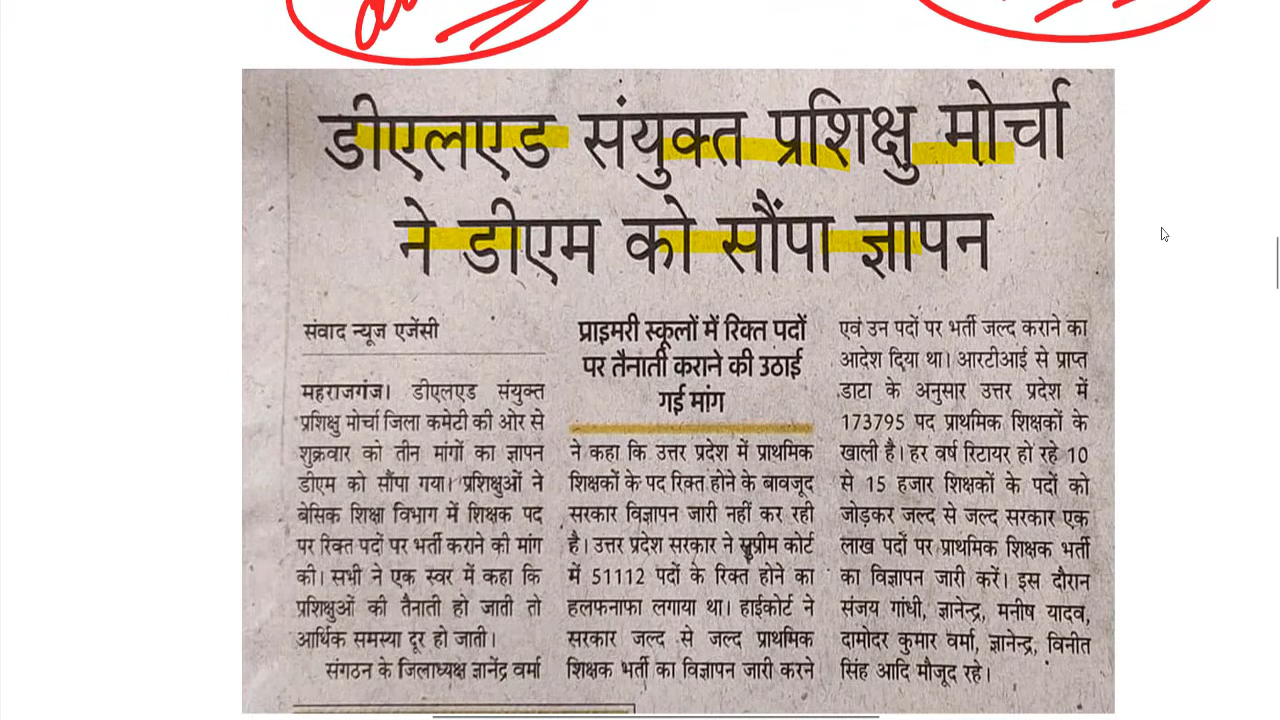 डीएलएड संयुक्त प्रशिक्षु मोर्चा
ने डीएम को सौंपा ज्ञापन
संवाद न्यूज एजेंसी
महराजगंज। डीएलएड संयुक्त
प्रशिक्षु मोर्चा जिला कमेटी की ओर से
शुक्रवार को तीन मांगों का ज्ञापन
डीएम को सौंपा गया। प्रशिक्षुओं ने
बेसिक शिक्षा विभाग में शिक्षक पद
पर रिक्त पदों पर भर्ती कराने की मांग
की। सभी ने एक स्वर में कहा कि
प्रशिक्षुओं की तैनाती हो जाती तो
आर्थिक समस्या दूर हो जाती।
संगठन के जिलाध्यक्ष ज्ञानेंद्र वर्मा
प्राइमरी स्कूलों में रिक्त पदों
पर तैनाती कराने की उठाई
गई मांग
ने कहा कि उत्तर प्रदेश में प्राथमिक
शिक्षकों के पद रिक्त होने के बावजूद
सरकार विज्ञापन जारी नहीं कर रही
है। उत्तर प्रदेश सरकार ने सुप्रीम कोर्ट
में 51112 पदों के रिक्त होने का
हलफनाफा लगाया था। हाईकोर्ट ने
सरकार जल्द से जल्द प्राथमिक
शिक्षक भर्ती का विज्ञापन जारी करने
एवं उन पदों पर भर्ती जल्द कराने का
आदेश दिया था। आरटीआई से प्राप्त
डाटा के अनुसार उत्तर प्रदेश में
173795 पद प्राथमिक शिक्षकों के
खाली है। हर वर्ष रिटायर हो रहे 10
से 15 हजार शिक्षकों के पदों को
जोड़कर जल्द से जल्द सरकार एक
लाख पदों पर प्राथमिक शिक्षक भर्ती
का विज्ञापन जारी करें। इस दौरान
संजय गांधी, ज्ञानेन्द्र, मनीष यादव,
दामोदर कुमार वर्मा, ज्ञानेन्द्र, विनीत
सिंह आदि मौजूद रहे।